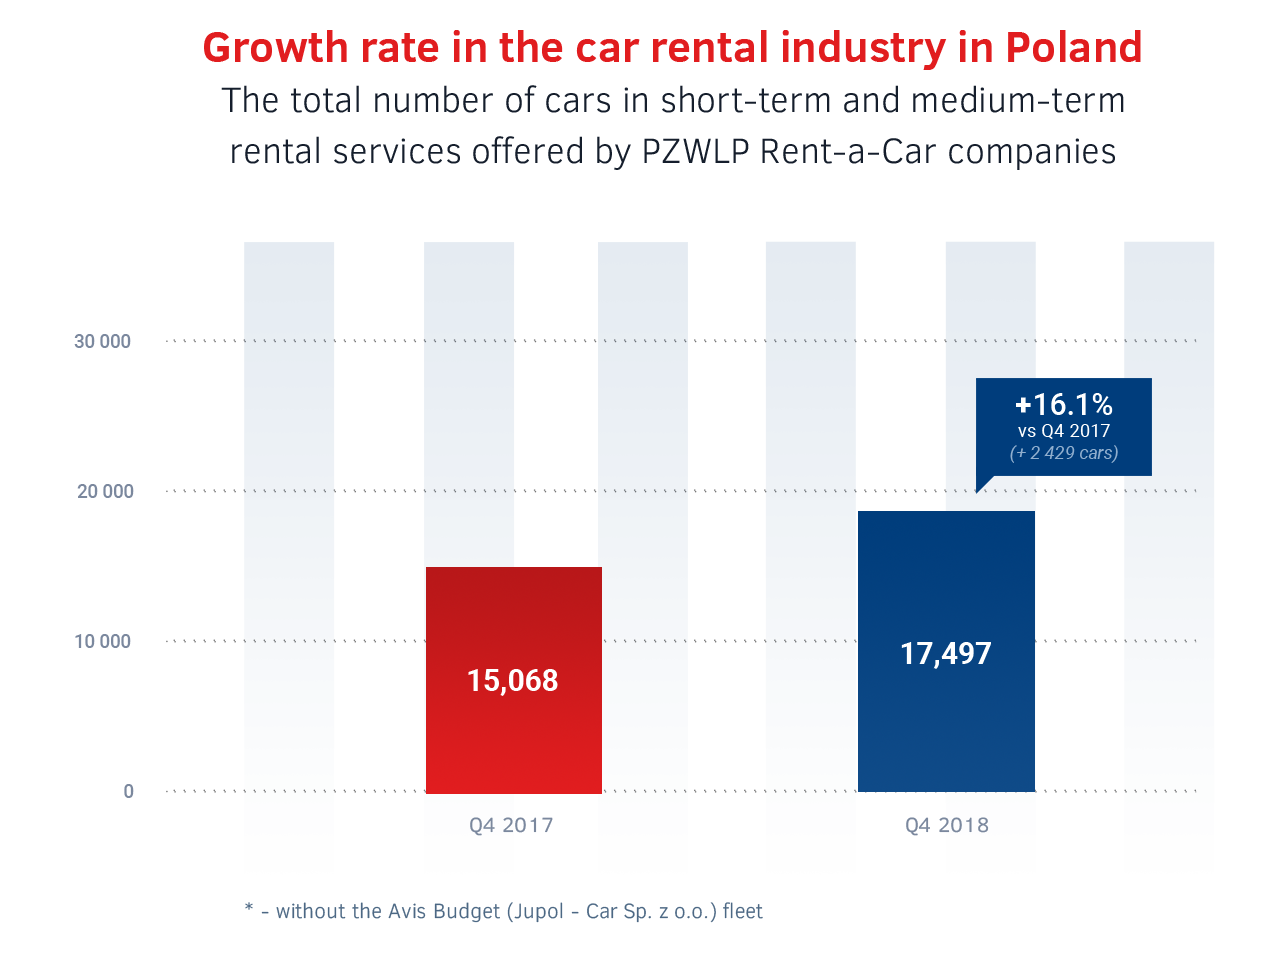 Growth rate in the car rental industry in Poland
The total number of cars in short-term and medium-term
rental services offered by PZWLP Rent-a-Car companies
30 000
+16.1%
vs Q4 2017
(+ 2 429 cars)
20 000
10 000
17,497
15,068
0
Q4 2017
Q4 2018
* - without the Avis Budget (Jupol - Car Sp. z o.o.) fleet